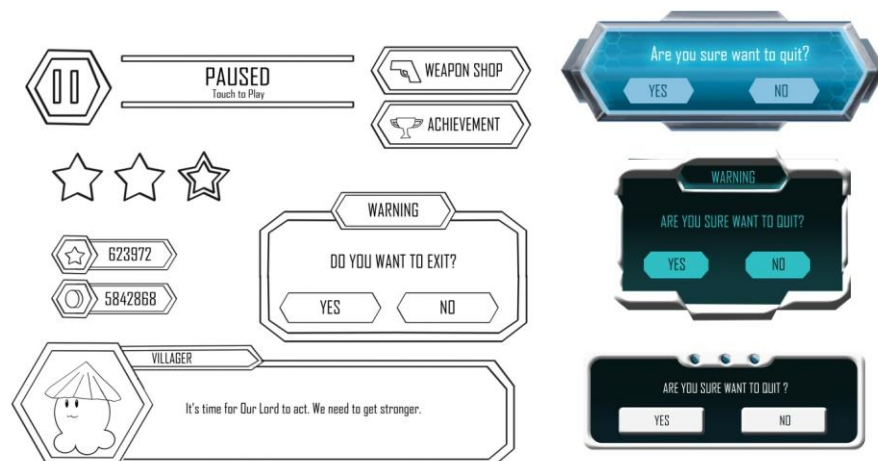 PAUSED
Touch to Play
WEAPON SHOP
ACHIEVEMENT
623972
5842868
WARNING
DO YOU WANT TO EXIT?
YES NO
VILLAGER
It's time for Our Lord to act. We need to get stronger.
Are you sure want to quit?
YES NO
WARNING
ARE YOU SURE WANT TO QUIT?
YES NO
ARE YOU SURE WANT TO QUIT ?
YES NO